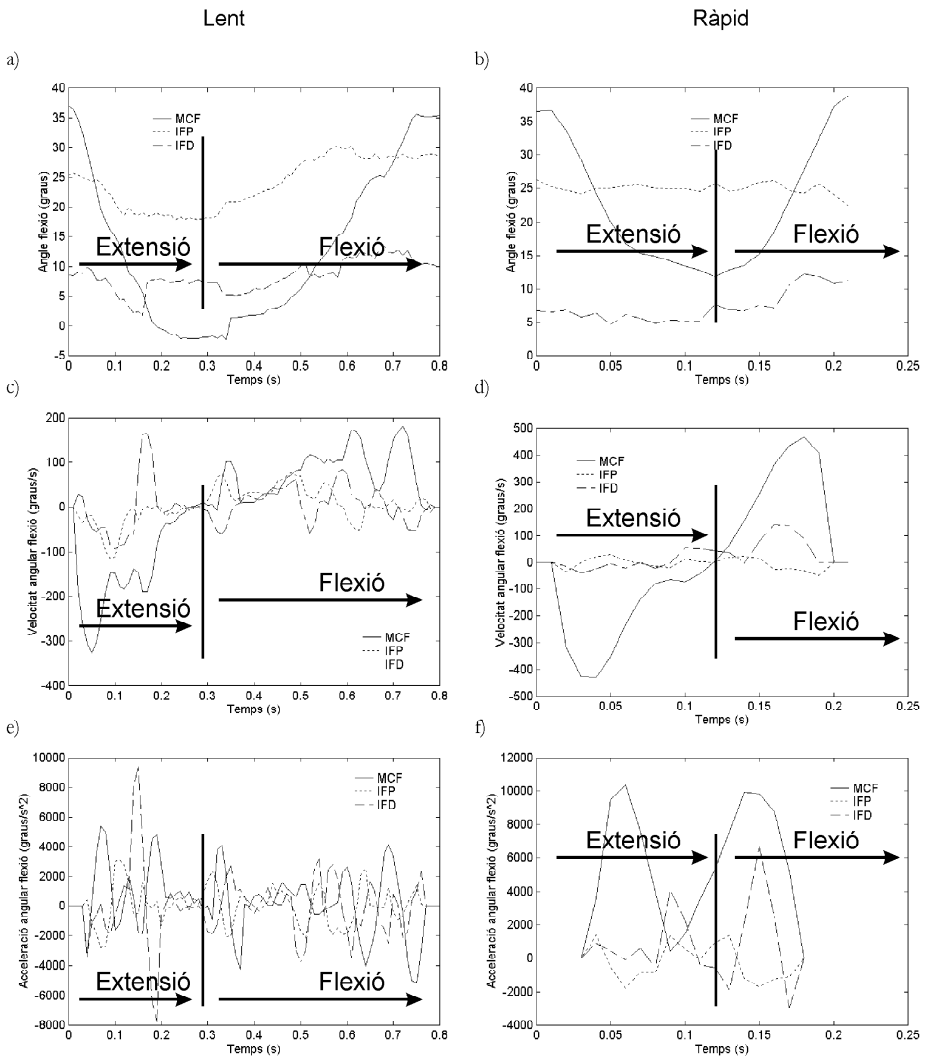 Lent
Ràpid
a)
Angle flexió (graus)
40
35
30
25
20
15
10
5
0
-5
MCF
IFP
IFD
Extensió
Flexió
0 0.1 0.2 0.3 0.4 0.5 0.6 0.7 0.8
Temps (s)
b)
Angle flexió (graus)
40
35
30
25
20
15
10
5
0
MCF
IFP
IFD
Extensió
Flexió
0 0.05 0.1 0.15 0.2 0.25
Temps (s)
c)
Velocitat angular flexió (graus/s)
200
100
0
-100
-200
-300
-400
Extensió
Flexió
MCF
IFP
IFD
0 0.1 0.2 0.3 0.4 0.5 0.6 0.7 0.8
Temps (s)
d)
Velocitat angular flexió (graus/s)
500
400
300
200
100
0
-100
-200
-300
-400
-500
MCF
IFP
IFD
Extensió
Flexió
0 0.05 0.1 0.15 0.2 0.25
Temps (s)
e)
Acceleració angular flexió (graus/s^2)
10000
8000
6000
4000
2000
0
-2000
-4000
-6000
-8000
MCF
IFP
IFD
Extensió
Flexió
0 0.1 0.2 0.3 0.4 0.5 0.6 0.7 0.8
Temps (s)
f)
Acceleració angular flexió (graus/s^2)
12000
10000
8000
6000
4000
2000
0
-2000
-4000
MCF
IFP
IFD
Extensió
Flexió
0 0.05 0.1 0.15 0.2 0.25
Temps (s)